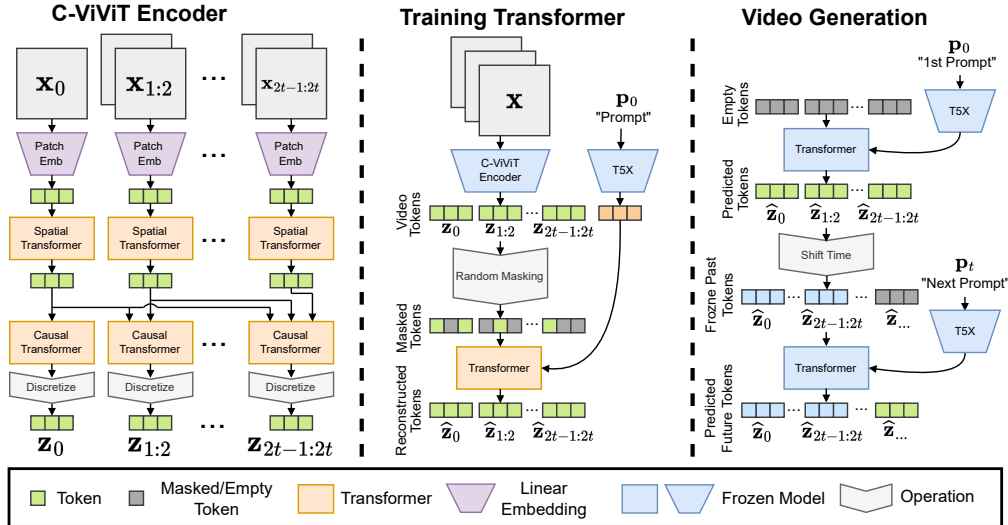 C-ViViT Encoder
x0
x1:2
...
x2t−1:2t
Patch
Emb
Patch
Emb
...
Patch
Emb
Spatial
Transformer
Spatial
Transformer
...
Spatial
Transformer
Causal
Transformer
Causal
Transformer
...
Causal
Transformer
Discretize
Discretize
Discretize
z0
z1:2
...
z2t−1:2t
Training Transformer
x
p0
"Prompt"
C-ViViT
Encoder
T5X
Video
Tokens
...
z0
z1:2
z2t−1:2t
Random Masking
Masked
Tokens
...
Transformer
Reconstructed
Tokens
...
ẑ0
ẑ1:2
ẑ2t−1:2t
Video Generation
p0
"1st Prompt"
Empty
Tokens
...
T5X
Transformer
Predicted
Tokens
...
ẑ0
ẑ1:2
ẑ2t−1:2t
Shift Time
pt
"Next Prompt"
Frozne Past
Tokens
...
ẑ0
ẑ2t−1:2t
ẑ...
T5X
Transformer
Predicted
Future Tokens
...
ẑ0
ẑ2t−1:2t
ẑ...
Token
Masked/Empty
Token
Transformer
Linear
Embedding
Frozen Model
Operation